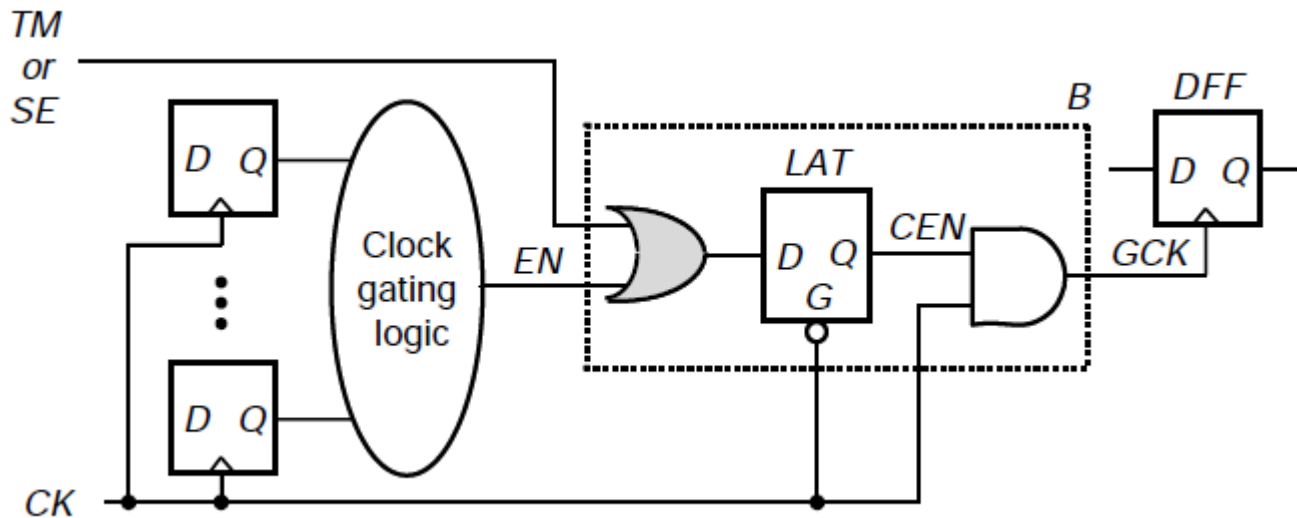 TM
or
SE
D Q
Clock
gating
logic
EN
LAT
D Q
G
CEN
B
DFF
D Q
GCK
D Q
CK